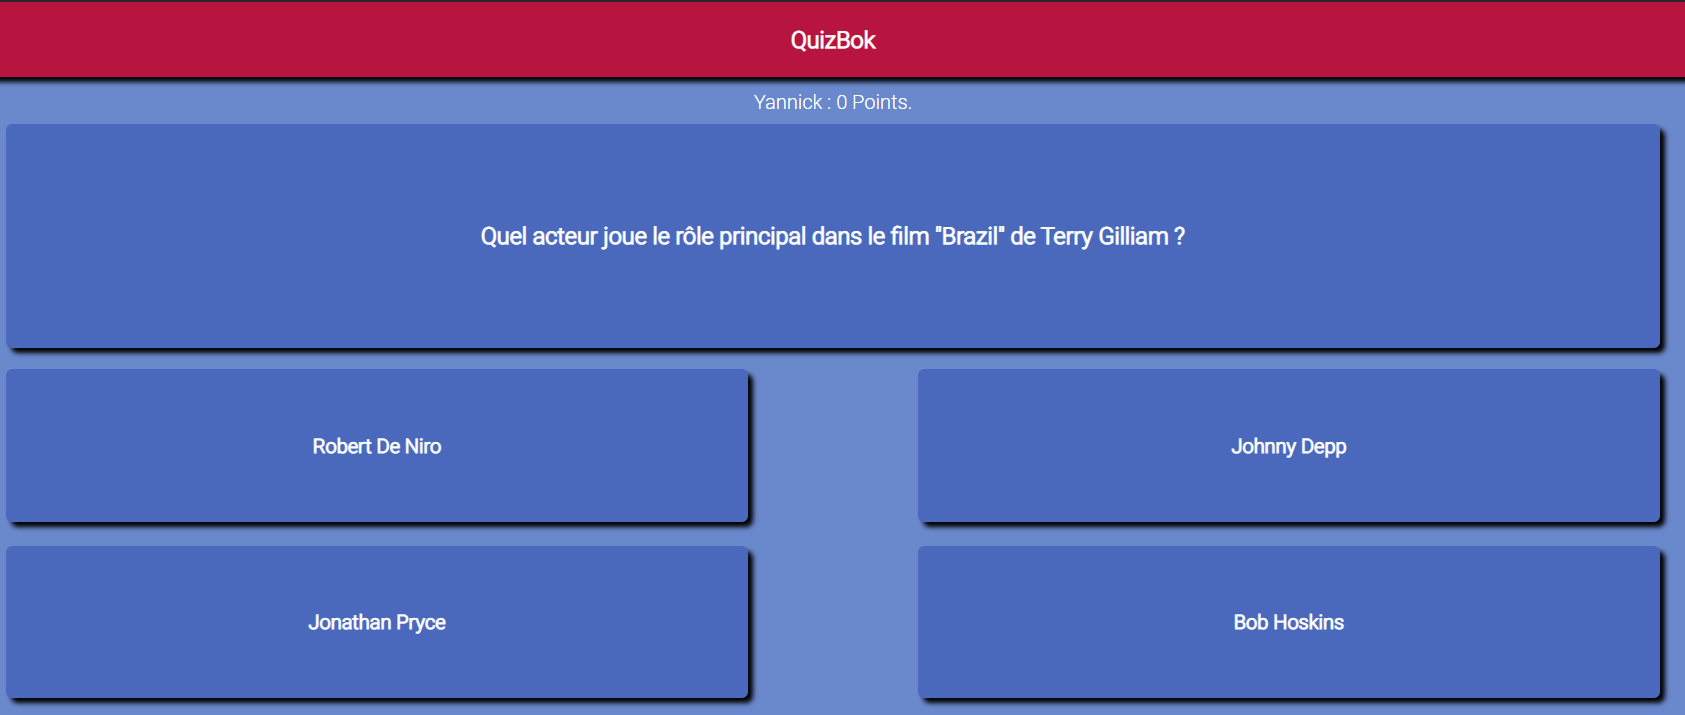 QuizBok
Yannick : 0 Points.
Quel acteur joue le rôle principal dans le film "Brazil" de Terry Gilliam ?
Robert De Niro
Johnny Depp
Jonathan Pryce
Bob Hoskins